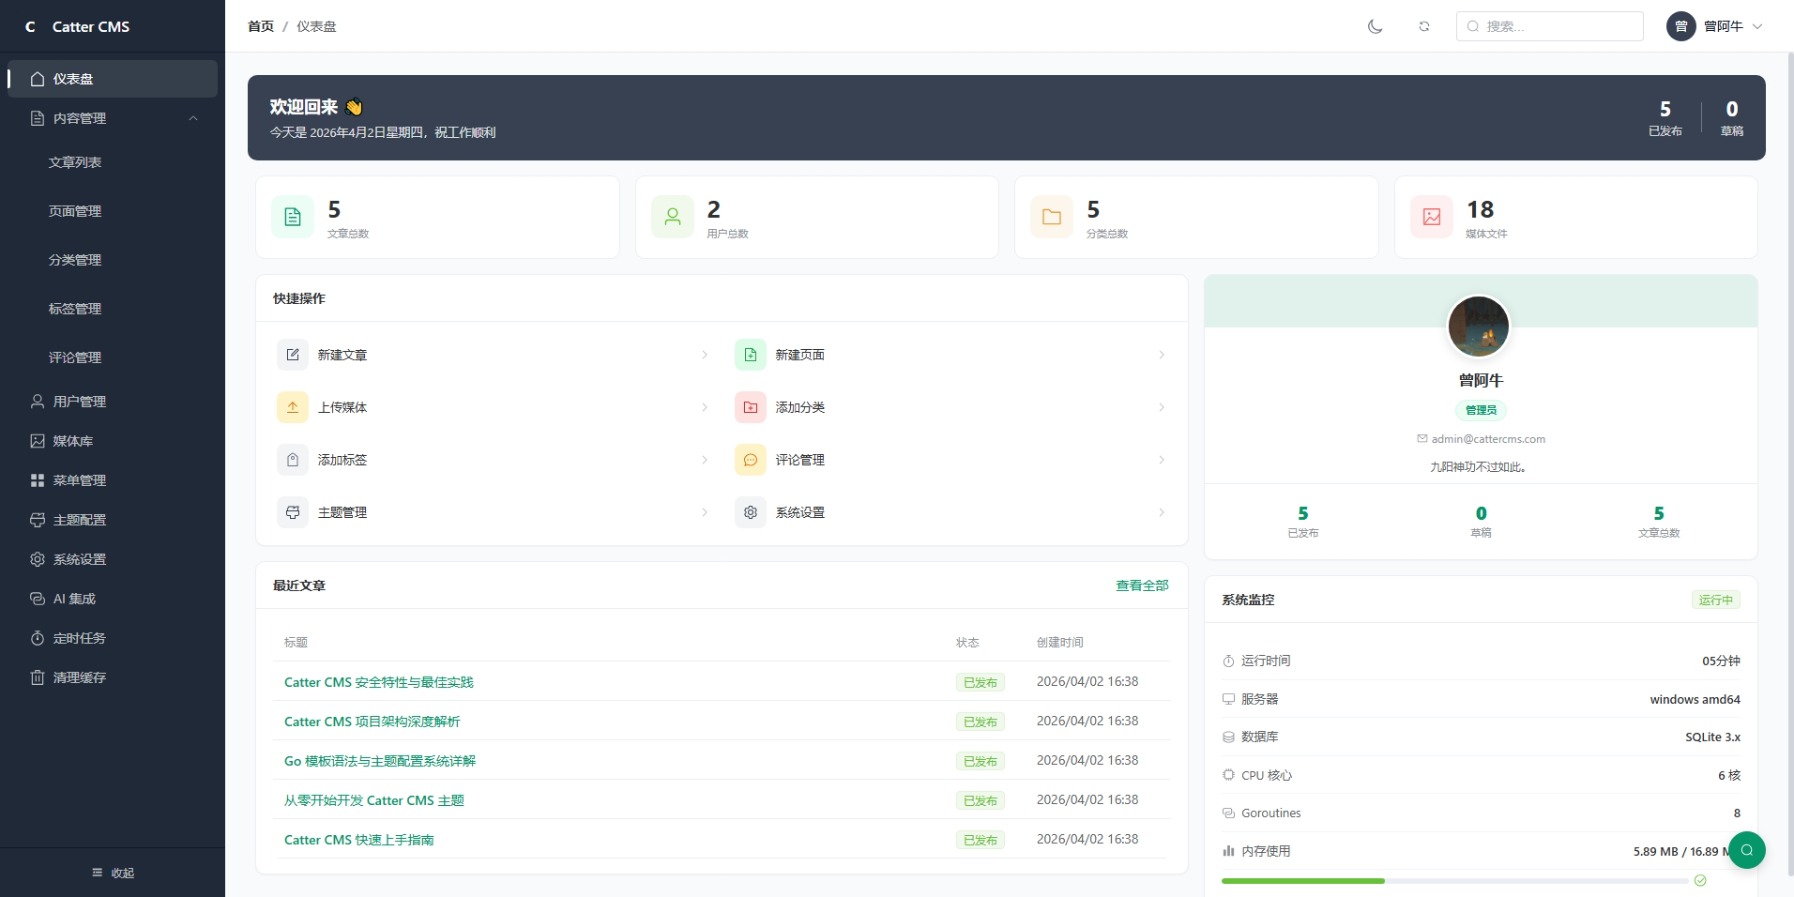 C Catter CMS
首页 / 仪表盘
搜索...
曾 曾阿牛
仪表盘
内容管理
文章列表
页面管理
分类管理
标签管理
评论管理
用户管理
媒体库
菜单管理
主题配置
系统设置
AI 集成
定时任务
清理缓存
收起
欢迎回来 👋
今天是 2026年4月2日星期四，祝工作顺利
5 已发布
0 草稿
5
文章总数
2
用户总数
5
分类总数
18
媒体文件
快捷操作
新建文章
新建页面
上传媒体
添加分类
添加标签
评论管理
主题管理
系统设置
最近文章 查看全部
标题 状态 创建时间
Catter CMS 安全特性与最佳实践 已发布 2026/04/02 16:38
Catter CMS 项目架构深度解析 已发布 2026/04/02 16:38
Go 模板语法与主题配置系统详解 已发布 2026/04/02 16:38
从零开始开发 Catter CMS 主题 已发布 2026/04/02 16:38
Catter CMS 快速上手指南 已发布 2026/04/02 16:38
曾阿牛
管理员
admin@cattercms.com
九阳神功不过如此。
5 0 5
已发布 草稿 文章总数
系统监控 运行中
运行时间 05分钟
服务器 windows amd64
数据库 SQLite 3.x
CPU 核心 6 核
Goroutines 8
内存使用 5.89 MB / 16.89